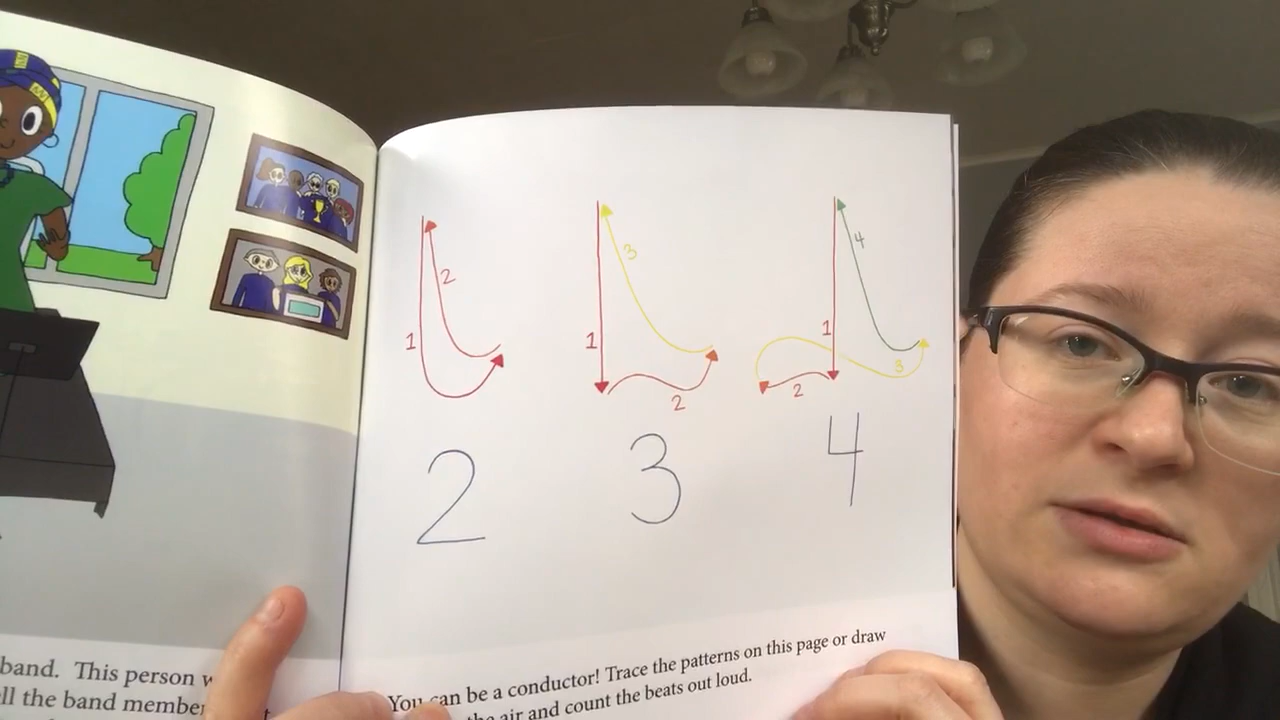 band. This person
ll the band member
1 2
1 3 2
1 4 2 3
2 3 4
You can be a conductor! Trace the patterns on this page or draw
the air and count the beats out loud.